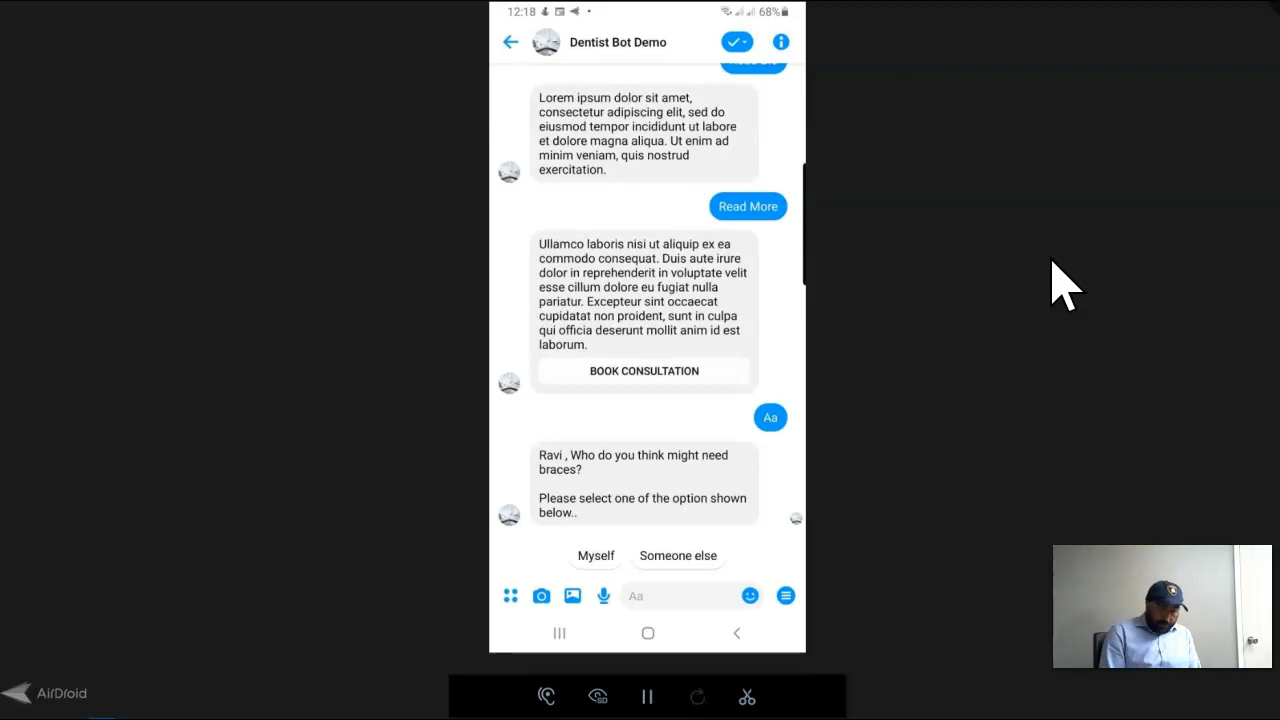 12:18
68%
Dentist Bot Demo
Lorem ipsum dolor sit amet,
consectetur adipiscing elit, sed do
eiusmod tempor incididunt ut labore
et dolore magna aliqua. Ut enim ad
minim veniam, quis nostrud
exercitation.
Read More
Ullamco laboris nisi ut aliquip ex ea
commodo consequat. Duis aute irure
dolor in reprehenderit in voluptate velit
esse cillum dolore eu fugiat nulla
pariatur. Excepteur sint occaecat
cupidatat non proident, sunt in culpa
qui officia deserunt mollit anim id est
laborum.
BOOK CONSULTATION
Aa
Ravi , Who do you think might need
braces?
Please select one of the option shown
below..
Myself Someone else
Aa
SD
AirDroid